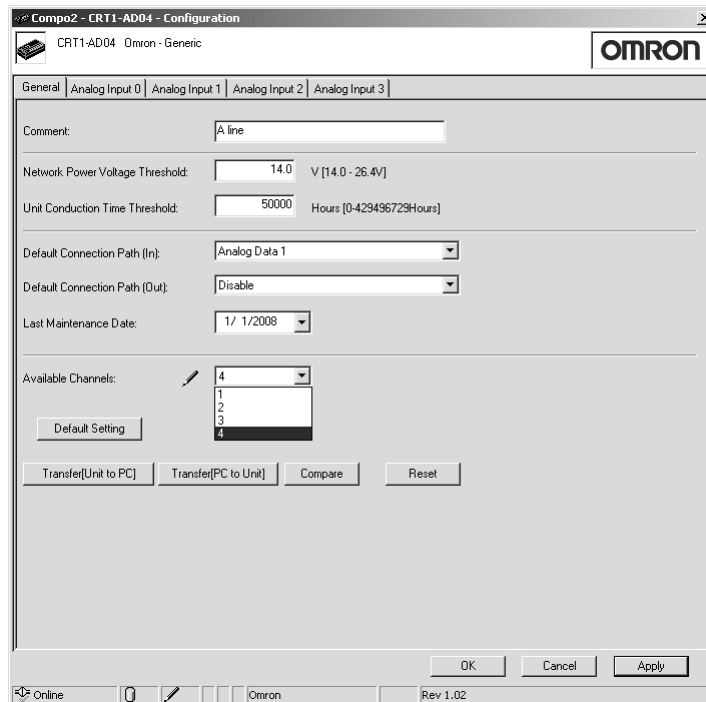 Compo2 - CRT1-AD04 - Configuration
CRT1-AD04 Omron - Generic
OMRON
General Analog Input 0 Analog Input 1 Analog Input 2 Analog Input 3
Comment: A line
Network Power Voltage Threshold: 14.0 V [14.0 - 26.4V]
Unit Conduction Time Threshold: 50000 Hours [0-429496729Hours]
Default Connection Path (In): Analog Data 1
Default Connection Path (Out): Disable
Last Maintenance Date: 1/ 1/2008
Available Channels: 4
1
2
3
4
Default Setting
Transfer[Unit to PC] Transfer[PC to Unit] Compare Reset
OK Cancel Apply
Online Omron Rev 1.02